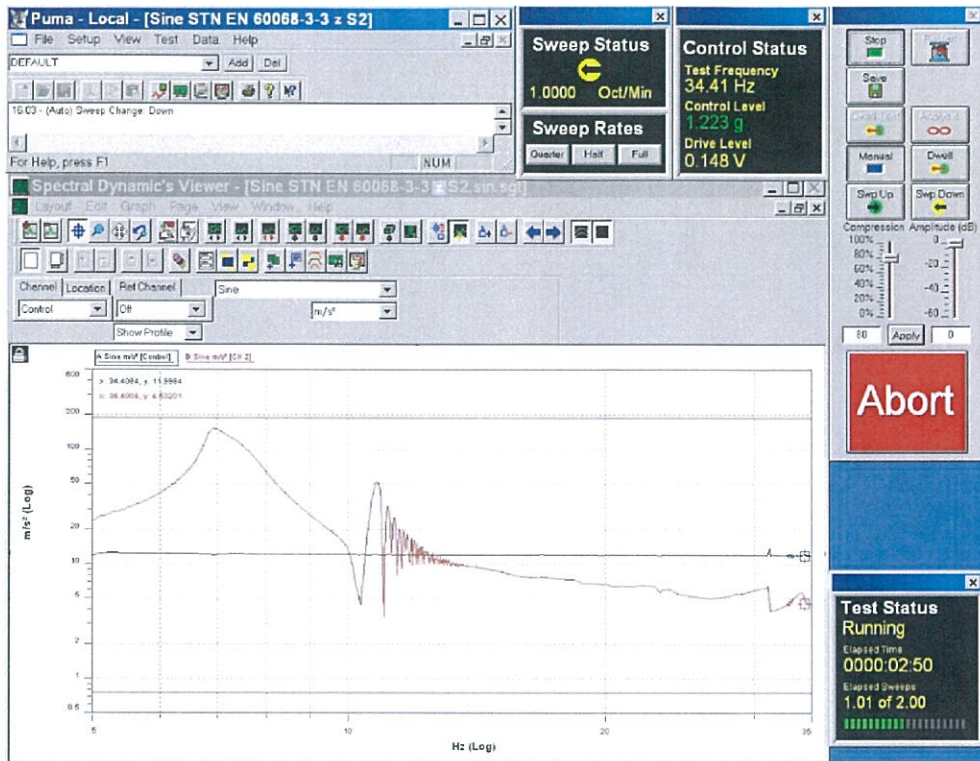 Puma - Local - [Sine STN EN 60068-3-3 z S2]
File Setup View Test Data Help
DEFAULT
Add Del
16:03 - (Auto) Sweep Change: Down
For Help, press F1
NUM
Sweep Status
1.0000 Oct/Min
Sweep Rates
Quarter Half Full
Control Status
Test Frequency
34.41 Hz
Control Level
1.223 g
Drive Level
0.148 V
Stop
Save
Manual
Dwell
Swp Up
Swp Down
Compression Amplitude (dB)
100% 0
80% -20
60%
40% -40
20%
0% -60
80 Apply 0
Abort
Spectral Dynamic's Viewer - [Sine STN EN 60068-3-3 z S2.sin.sgt]
Layout Edit Graph Page View Window Help
Channel Location Ref Channel
Sine
Control
Off
m/s²
Show Profile
A Sine m/s² [Control]
B Sine m/s² [CH 2]
x: 34.4084, y: 11.9984
m/s² (Log)
600
200
100
50
20
10
5
2
1
0.5
5 10 20 35
Hz (Log)
Test Status
Running
Elapsed Time
0000:02:50
Elapsed Sweeps
1.01 of 2.00